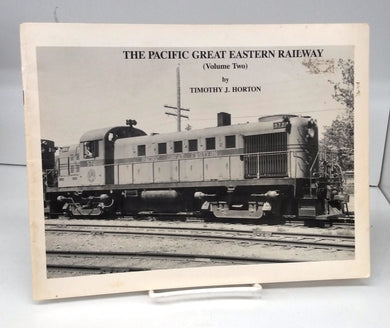 THE PACIFIC GREAT EASTERN RAILWAY
(Volume Two)
by
TIMOTHY J. HORTON